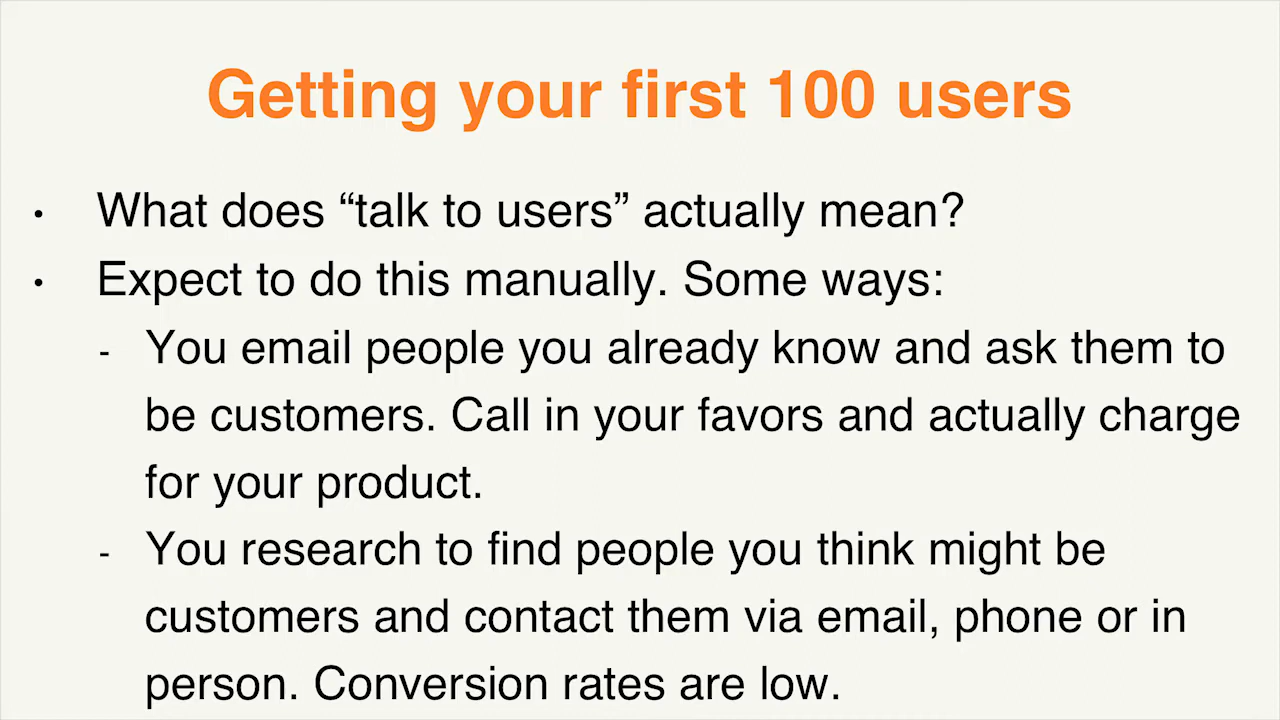 Getting your first 100 users
• What does “talk to users” actually mean?
• Expect to do this manually. Some ways:
- You email people you already know and ask them to
be customers. Call in your favors and actually charge
for your product.
- You research to find people you think might be
customers and contact them via email, phone or in
person. Conversion rates are low.